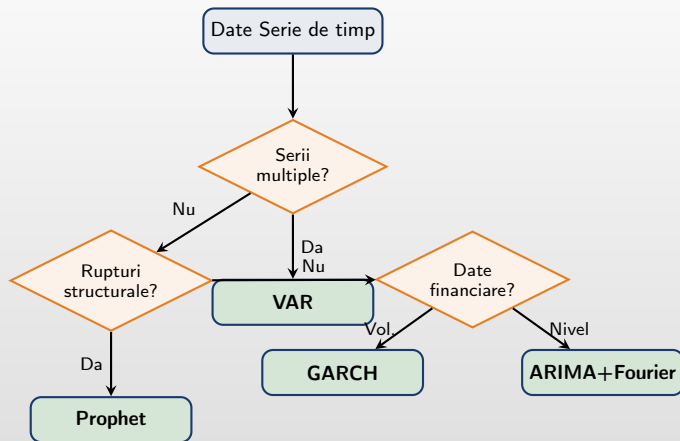 Date Serie de timp
Serii
multiple?
Nu
Da
Rupturi
structurale?
Nu
Date
financiare?
VAR
Vol.
Nivel
Da
GARCH
ARIMA+Fourier
Prophet